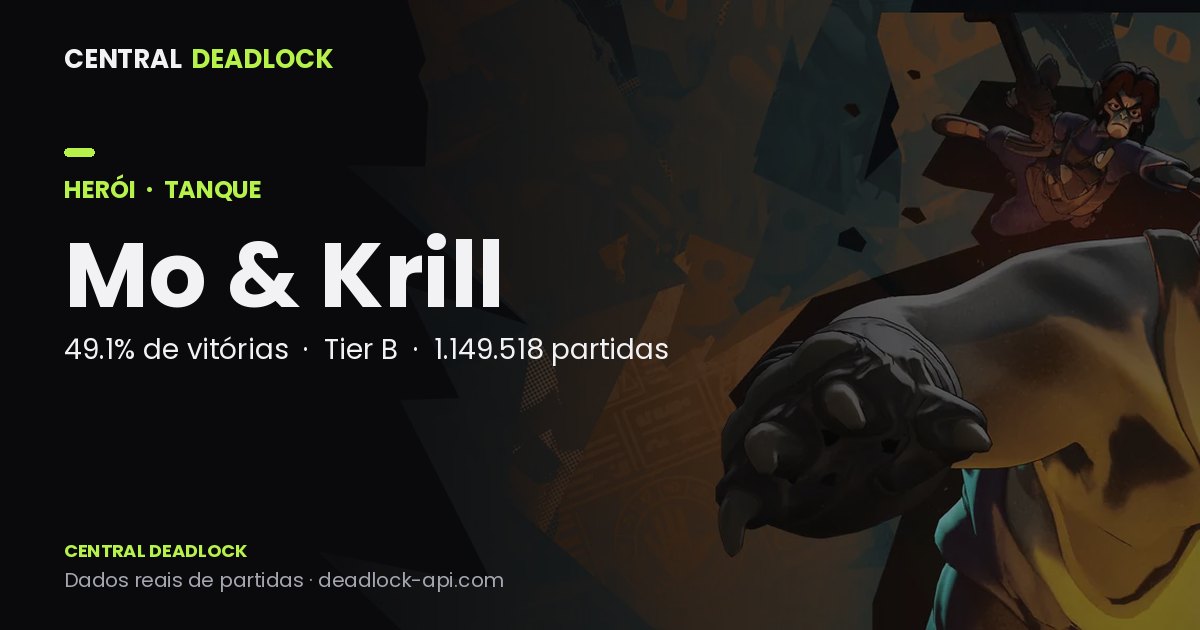 CENTRAL DEADLOCK
HERÓI · TANQUE
Mo & Krill
49.1% de vitórias · Tier B · 1.149.518 partidas
CENTRAL DEADLOCK
Dados reais de partidas · deadlock-api.com